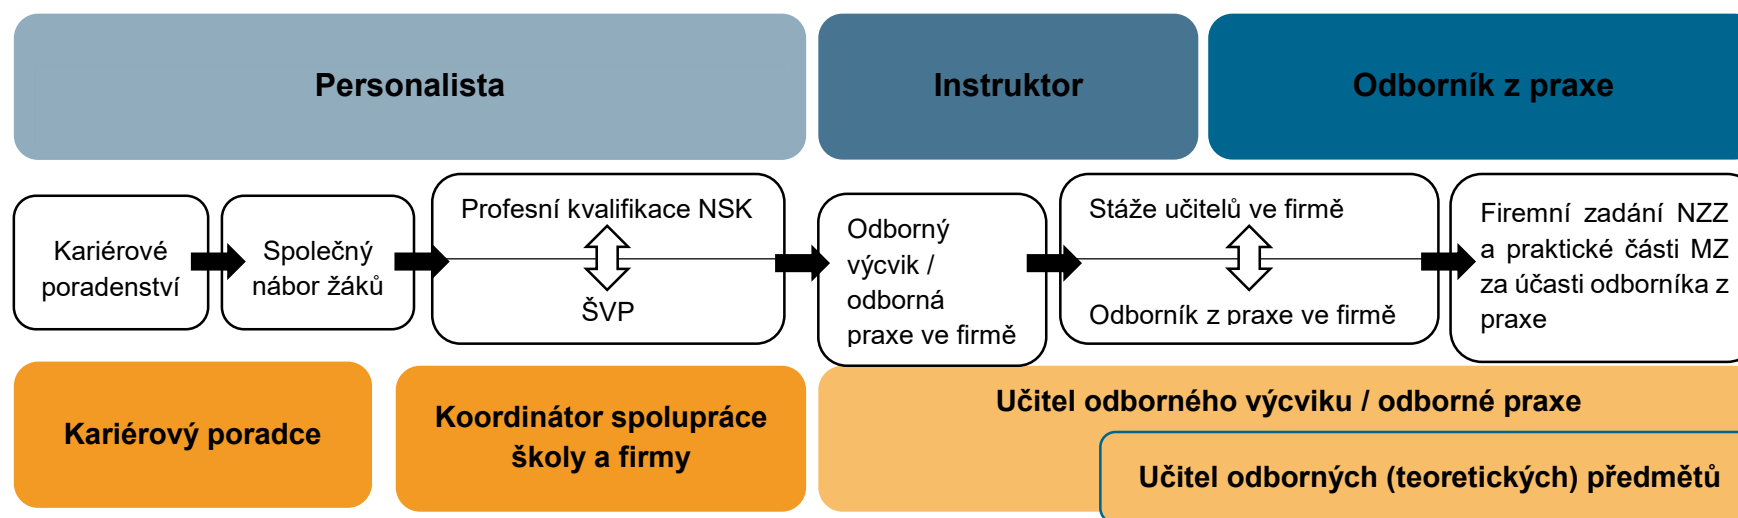 Personalista
Instruktor
Odborník z praxe
Kariérové
poradenství
Společný
nábor žáků
Profesní kvalifikace NSK
ŠVP
Odborný
výcvik /
odborná
praxe ve firmě
Stáže učitelů ve firmě
Odborník z praxe ve firmě
Firemní zadání NZZ
a praktické části MZ
za účasti odborníka z
praxe
Kariérový poradce
Koordinátor spolupráce
školy a firmy
Učitel odborného výcviku / odborné praxe
Učitel odborných (teoretických) předmětů